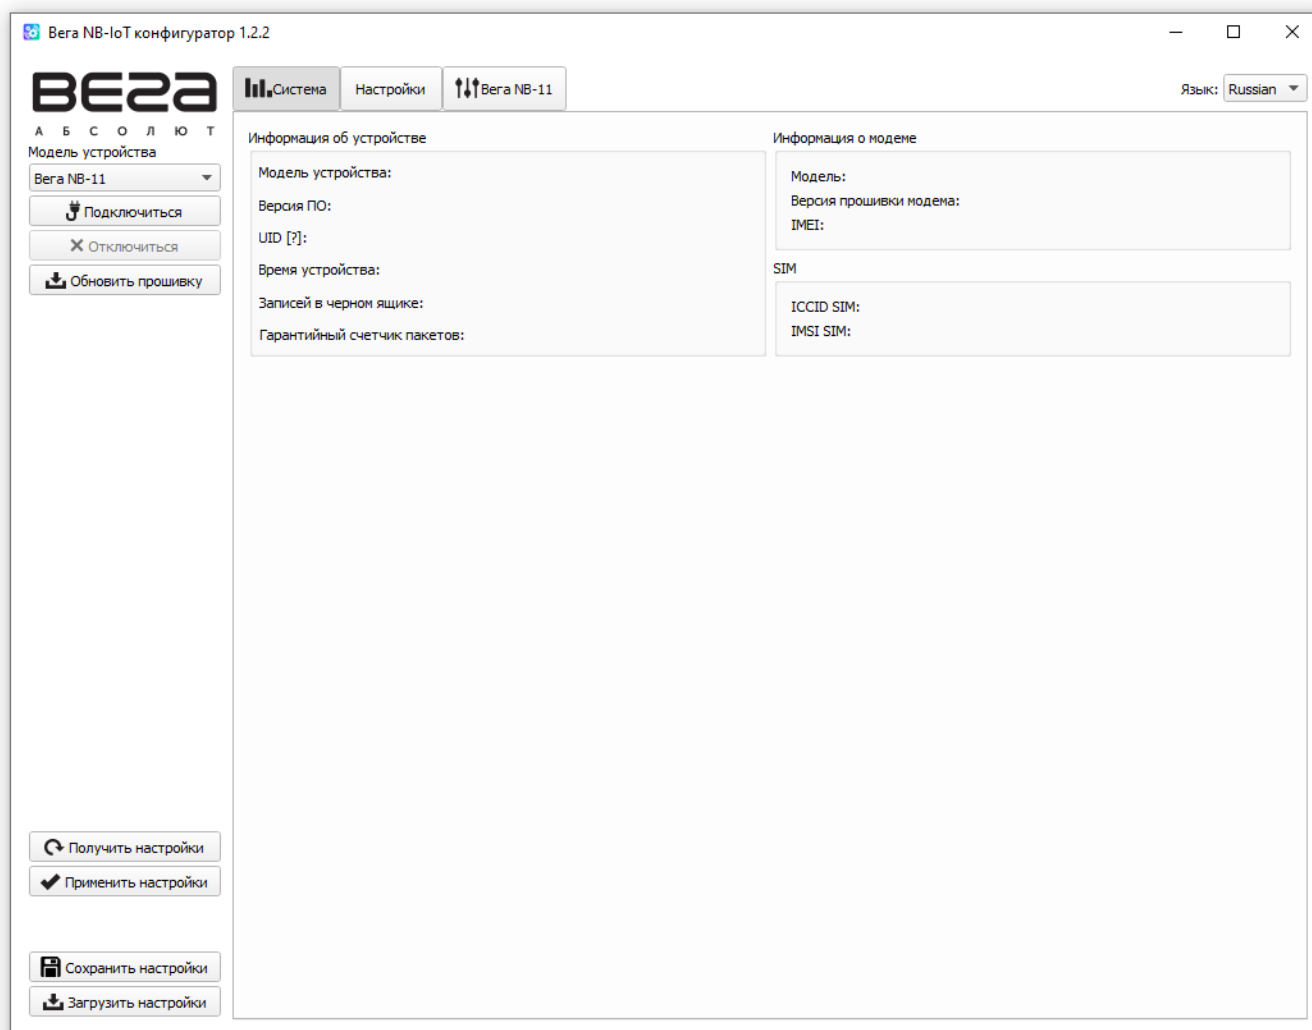 Вега NB-IoT конфигуратор 1.2.2
ВЕГА
АБСОЛЮТ
Модель устройства
Вега NB-11
Подключиться
Отключиться
Обновить прошивку
Получить настройки
Применить настройки
Сохранить настройки
Загрузить настройки
Система
Настройки
Вега NB-11
Язык: Russian
Информация об устройстве
Модель устройства:
Версия ПО:
UID [?]:
Время устройства:
Записей в черном ящике:
Гарантийный счетчик пакетов:
Информация о модеме
Модель:
Версия прошивки модема:
IMEI:
SIM
ICCID SIM:
IMSI SIM: